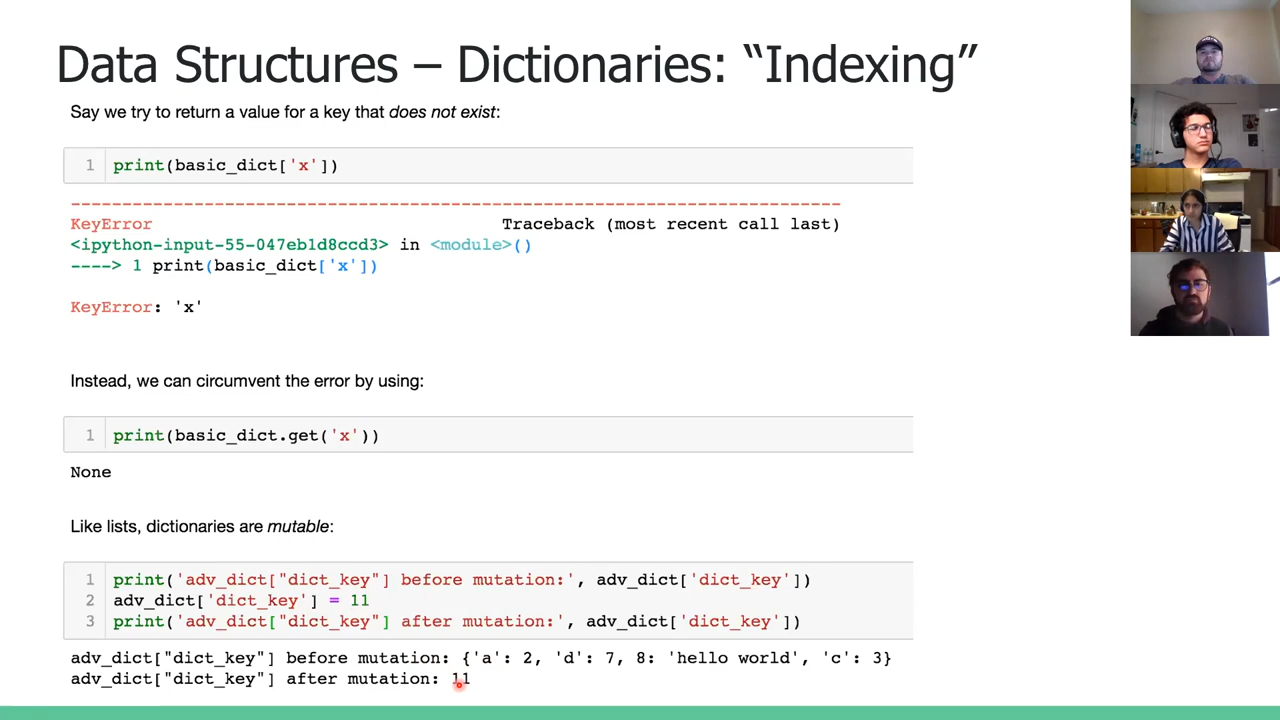 Data Structures – Dictionaries: “Indexing”
Say we try to return a value for a key that does not exist:
1 print(basic_dict['x'])
---------------------------------------------------------------------------
KeyError                                  Traceback (most recent call last)
<ipython-input-55-047eb1d8ccd3> in <module>()
----> 1 print(basic_dict['x'])
KeyError: 'x'
Instead, we can circumvent the error by using:
1 print(basic_dict.get('x'))
None
Like lists, dictionaries are mutable:
1 print('adv_dict["dict_key"] before mutation:', adv_dict['dict_key'])
2 adv_dict['dict_key'] = 11
3 print('adv_dict["dict_key"] after mutation:', adv_dict['dict_key'])
adv_dict["dict_key"] before mutation: {'a': 2, 'd': 7, 8: 'hello world', 'c': 3}
adv_dict["dict_key"] after mutation: 11